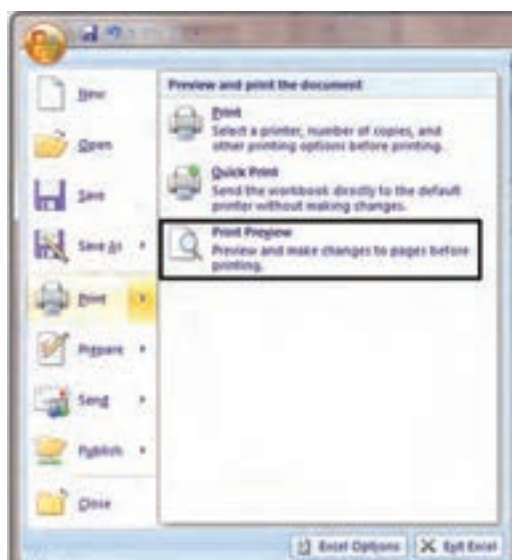 New
Open
Save
Save As
Print
Prepare
Send
Publish
Close
Preview and print the document
Print
Select a printer, number of copies, and
other printing options before printing.
Quick Print
Send the workbook directly to the default
printer without making changes.
Print Preview
Preview and make changes to pages before
printing.
Excel Options
Exit Excel